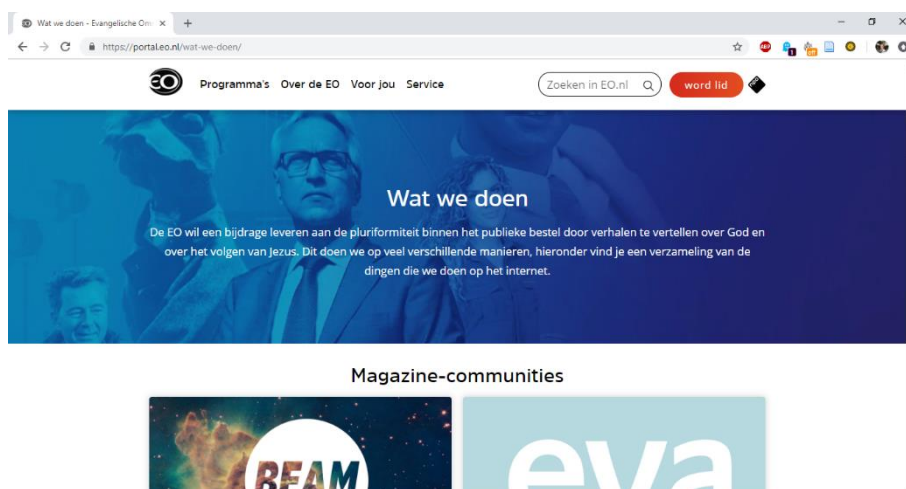 Wat we doen - Evangelische Om
https://portal.eo.nl/wat-we-doen/
EO Programma's Over de EO Voor jou Service Zoeken in EO.nl word lid
Wat we doen
De EO wil een bijdrage leveren aan de pluriformiteit binnen het publieke bestel door verhalen te vertellen over God en
over het volgen van Jezus. Dit doen we op veel verschillende manieren, hieronder vind je een verzameling van de
dingen die we doen op het internet.
Magazine-communities
BEAM
eva